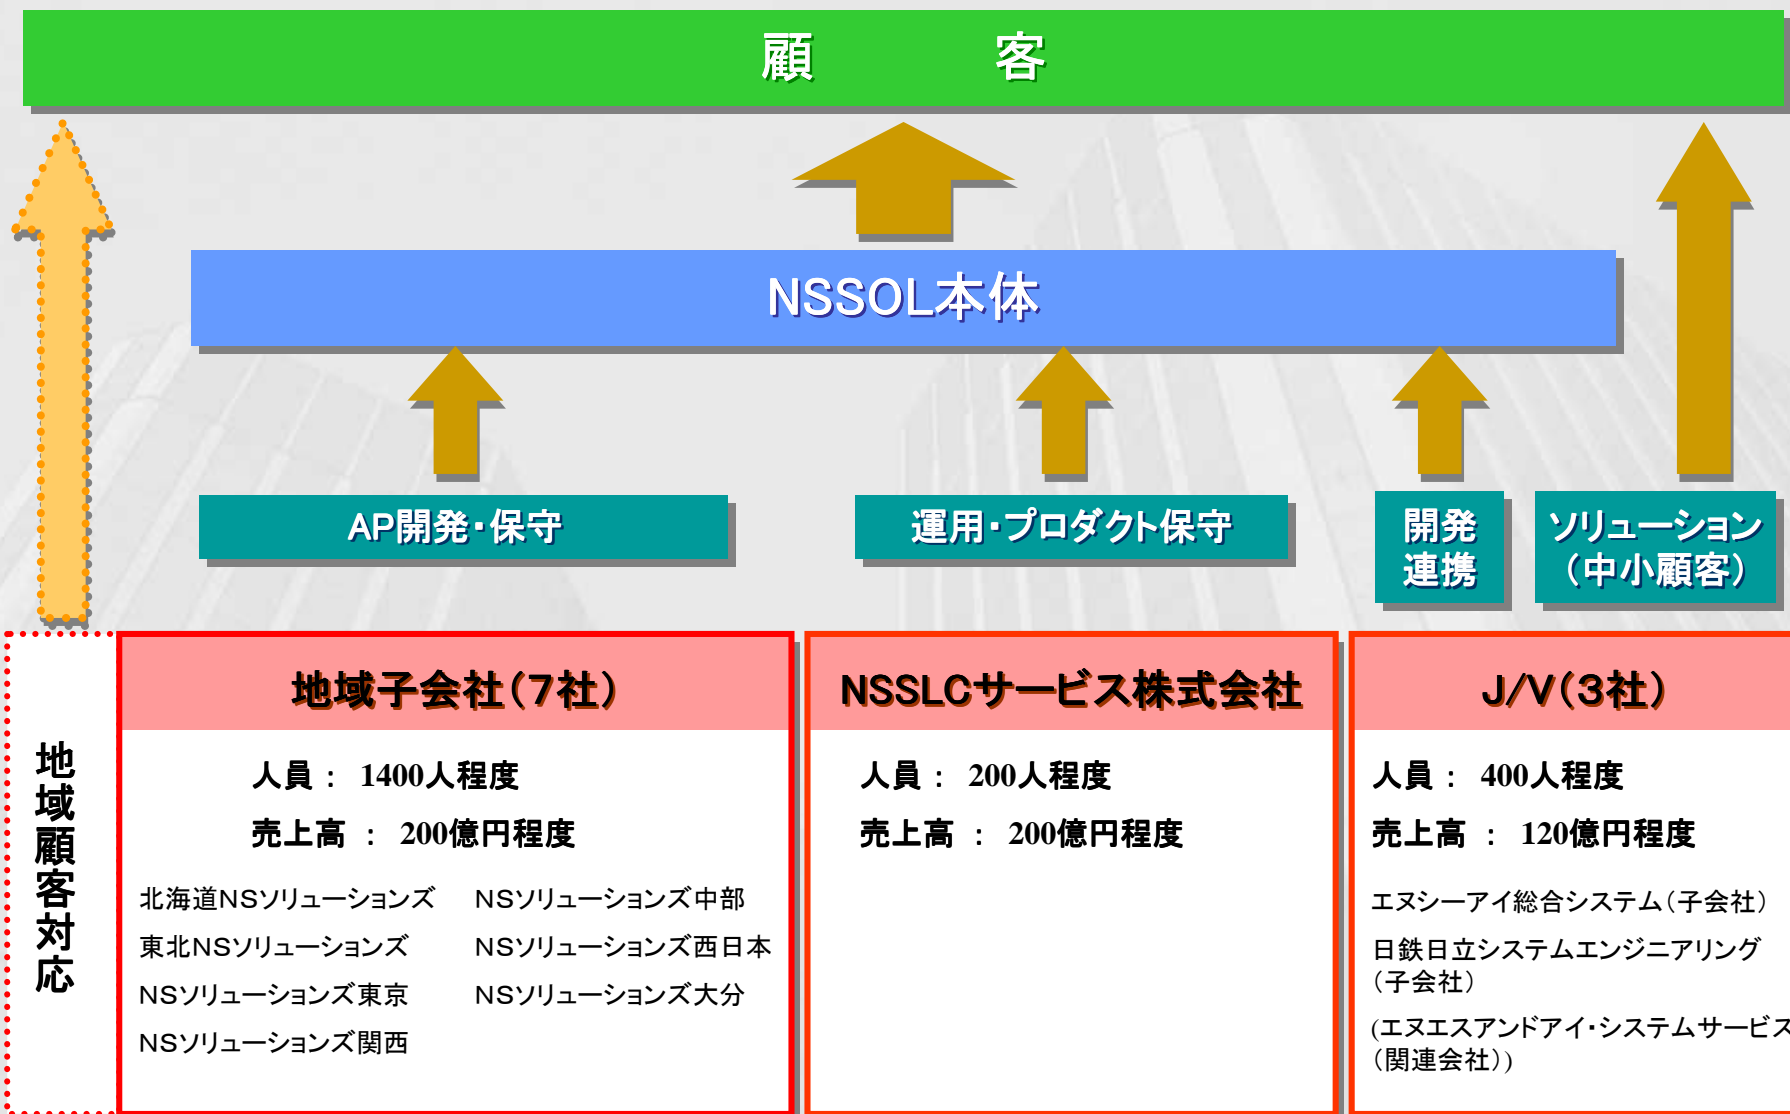 顧客
NSSOL本体
AP開発・保守
運用・プロダクト保守
開発
連携
ソリューション
（中小顧客）
地域顧客対応
地域子会社（７社）
人員： 1400人程度
売上高： 200億円程度
北海道NSソリューションズ
東北NSソリューションズ
NSソリューションズ東京
NSソリューションズ関西
NSソリューションズ中部
NSソリューションズ西日本
NSソリューションズ大分
NSSLCサービス株式会社
人員： 200人程度
売上高： 200億円程度
J/V（３社）
人員： 400人程度
売上高： 120億円程度
エヌシーアイ総合システム（子会社）
日鉄日立システムエンジニアリング
（子会社）
(エヌエスアンドアイ・システムサービス
（関連会社）)